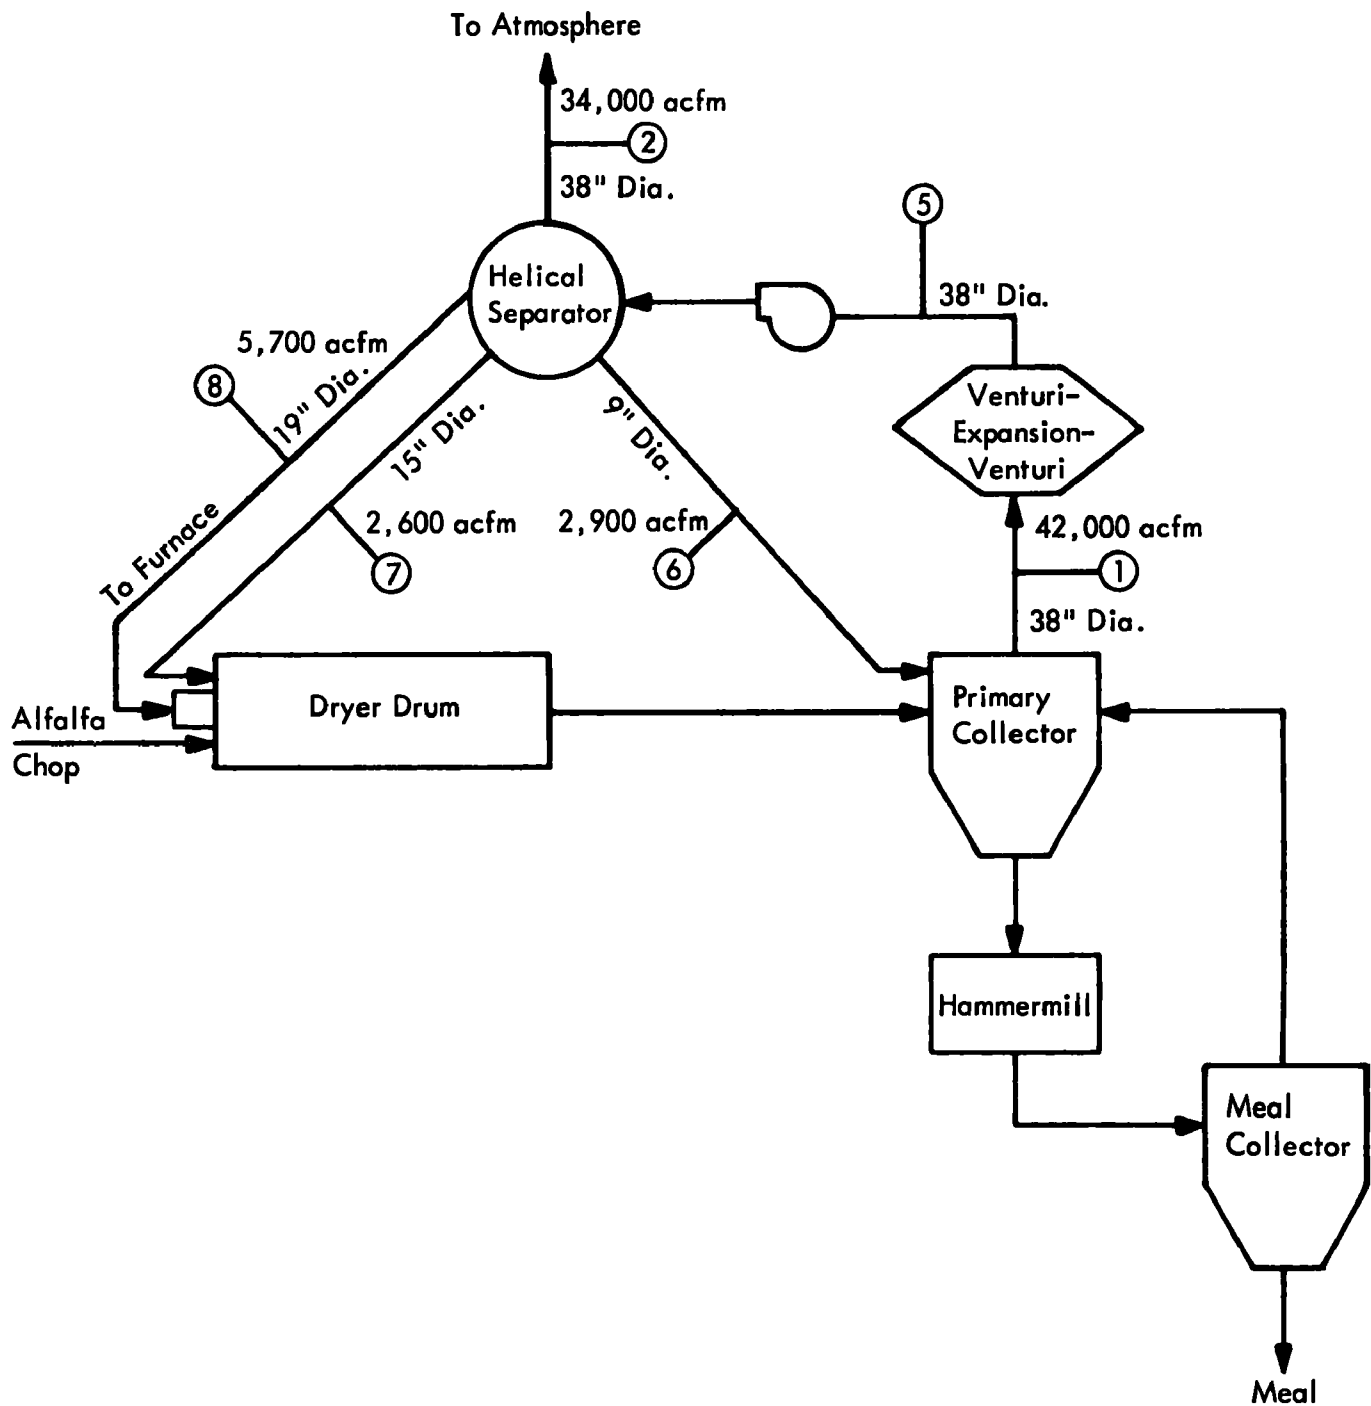 To Atmosphere
34,000 acfm
2
38" Dia.
5
38" Dia.
Helical
Separator
5,700 acfm
8
19" Dia.
15" Dia.
9" Dia.
Venturi-
Expansion-
Venturi
To Furnace
2,600 acfm
7
2,900 acfm
6
42,000 acfm
1
38" Dia.
Alfalfa
Chop
Dryer Drum
Primary
Collector
Hammermill
Meal
Collector
Meal